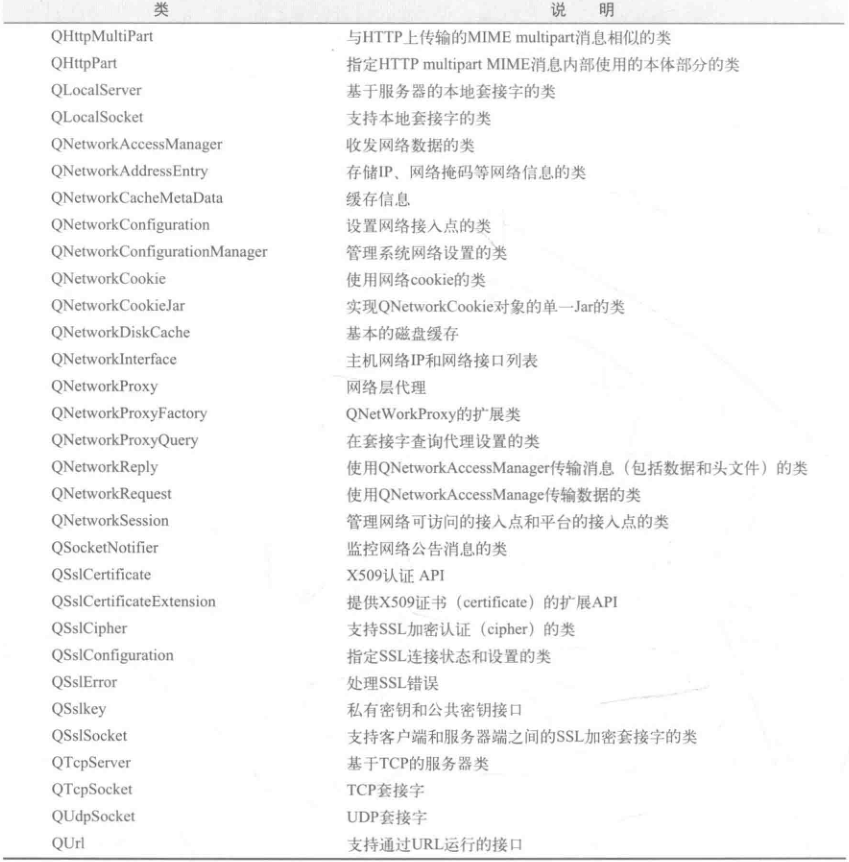 类 说 明
QHttpMultiPart 与HTTP上传输的MIME multipart消息相似的类
QHttpPart 指定HTTP multipart MIME消息内部使用的本体部分的类
QLocalServer 基于服务器的本地套接字的类
QLocalSocket 支持本地套接字的类
QNetworkAccessManager 收发网络数据的类
QNetworkAddressEntry 存储IP、网络掩码等网络信息的类
QNetworkCacheMetaData 缓存信息
QNetworkConfiguration 设置网络接入点的类
QNetworkConfigurationManager 管理系统网络设置的类
QNetworkCookie 使用网络cookie的类
QNetworkCookieJar 实现QNetworkCookie对象的单一Jar的类
QNetworkDiskCache 基本的磁盘缓存
QNetworkInterface 主机网络IP和网络接口列表
QNetworkProxy 网络层代理
QNetworkProxyFactory QNetWorkProxy的扩展类
QNetworkProxyQuery 在套接字查询代理设置的类
QNetworkReply 使用QNetworkAccessManager传输消息（包括数据和头文件）的类
QNetworkRequest 使用QNetworkAccessManage传输数据的类
QNetworkSession 管理网络可访问的接入点和平台的接入点的类
QSocketNotifier 监控网络公告消息的类
QSslCertificate X509认证 API
QSslCertificateExtension 提供X509证书（certificate）的扩展API
QSslCipher 支持SSL加密认证（cipher）的类
QSslConfiguration 指定SSL连接状态和设置的类
QSslError 处理SSL错误
QSslkey 私有密钥和公共密钥接口
QSslSocket 支持客户端和服务器端之间的SSL加密套接字的类
QTcpServer 基于TCP的服务器类
QTcpSocket TCP套接字
QUdpSocket UDP套接字
QUrl 支持通过URL运行的接口